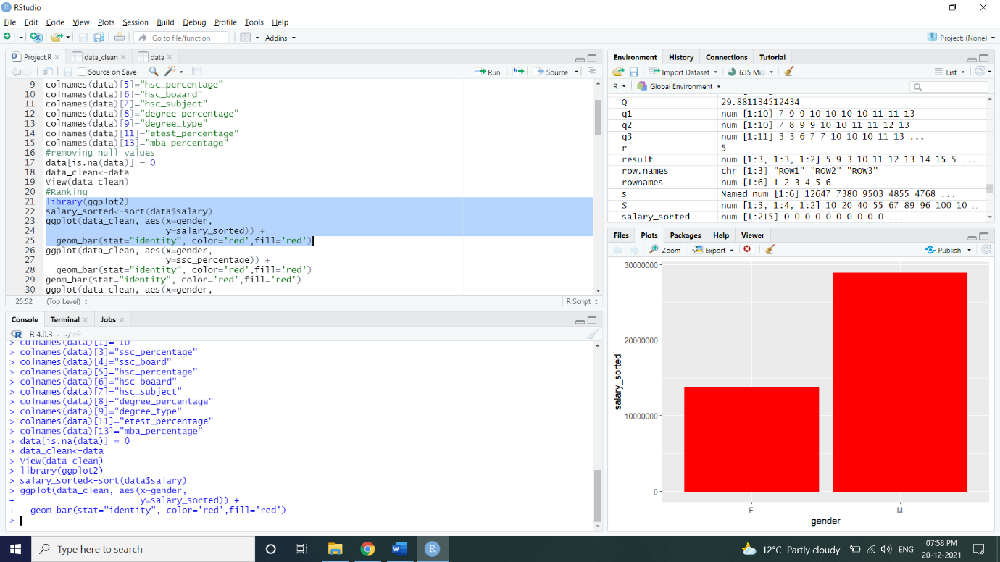 RStudio
File Edit Code View Plots Session Build Debug Profile Tools Help
Go to file/function Addins Project: (None)
Project.R data_clean data
Source on Save Run Source
9 colnames(data)[5]="hsc_percentage"
10 colnames(data)[6]="hsc_boaard"
11 colnames(data)[7]="hsc_subject"
12 colnames(data)[8]="degree_percentage"
13 colnames(data)[9]="degree_type"
14 colnames(data)[11]="etest_percentage"
15 colnames(data)[13]="mba_percentage"
16 #removing null values
17 data[is.na(data)] = 0
18 data_clean<-data
19 View(data_clean)
20 #Ranking
21 library(ggplot2)
22 salary_sorted<-sort(data$salary)
23 ggplot(data_clean, aes(x=gender,
24 y=salary_sorted)) +
25 geom_bar(stat="identity", color='red',fill='red')
26 ggplot(data_clean, aes(x=gender,
27 y=ssc_percentage)) +
28 geom_bar(stat="identity", color='red',fill='red')
29 geom_bar(stat="identity", color='red',fill='red')
30 ggplot(data_clean, aes(x=gender,
25:52 (Top Level) R Script
Console Terminal Jobs
R 4.0.3 · ~/
> colnames(data)[1]="ID"
> colnames(data)[3]="ssc_percentage"
> colnames(data)[4]="ssc_board"
> colnames(data)[5]="hsc_percentage"
> colnames(data)[6]="hsc_boaard"
> colnames(data)[7]="hsc_subject"
> colnames(data)[8]="degree_percentage"
> colnames(data)[9]="degree_type"
> colnames(data)[11]="etest_percentage"
> colnames(data)[13]="mba_percentage"
> data[is.na(data)] = 0
> data_clean<-data
> View(data_clean)
> library(ggplot2)
> salary_sorted<-sort(data$salary)
> ggplot(data_clean, aes(x=gender,
+ y=salary_sorted)) +
+ geom_bar(stat="identity", color='red',fill='red')
>
Environment History Connections Tutorial
Import Dataset 635 MiB List
R Global Environment
Q 29.881134512434
q1 num [1:10] 7 9 9 10 10 10 10 11 11 13
q2 num [1:10] 7 8 9 9 10 10 11 11 12 13
q3 num [1:11] 3 3 6 7 7 10 10 10 11 13 ...
r 5
result num [1:3, 1:3, 1:2] 5 9 3 10 11 12 13 14 15 5 ...
row.names chr [1:3] "ROW1" "ROW2" "ROW3"
rownames num [1:6] 1 2 3 4 5 6
s Named num [1:6] 12647 7380 9503 4855 4768 ...
S num [1:3, 1:4, 1:2] 10 20 40 55 67 89 96 100 10 ...
salary_sorted num [1:215] 0 0 0 0 0 0 0 0 0 0 ...
Files Plots Packages Help Viewer
Zoom Export Publish
30000000
20000000
10000000
0
salary_sorted
F M
gender
Type here to search
12°C Partly cloudy ENG 07:58 PM
20-12-2021